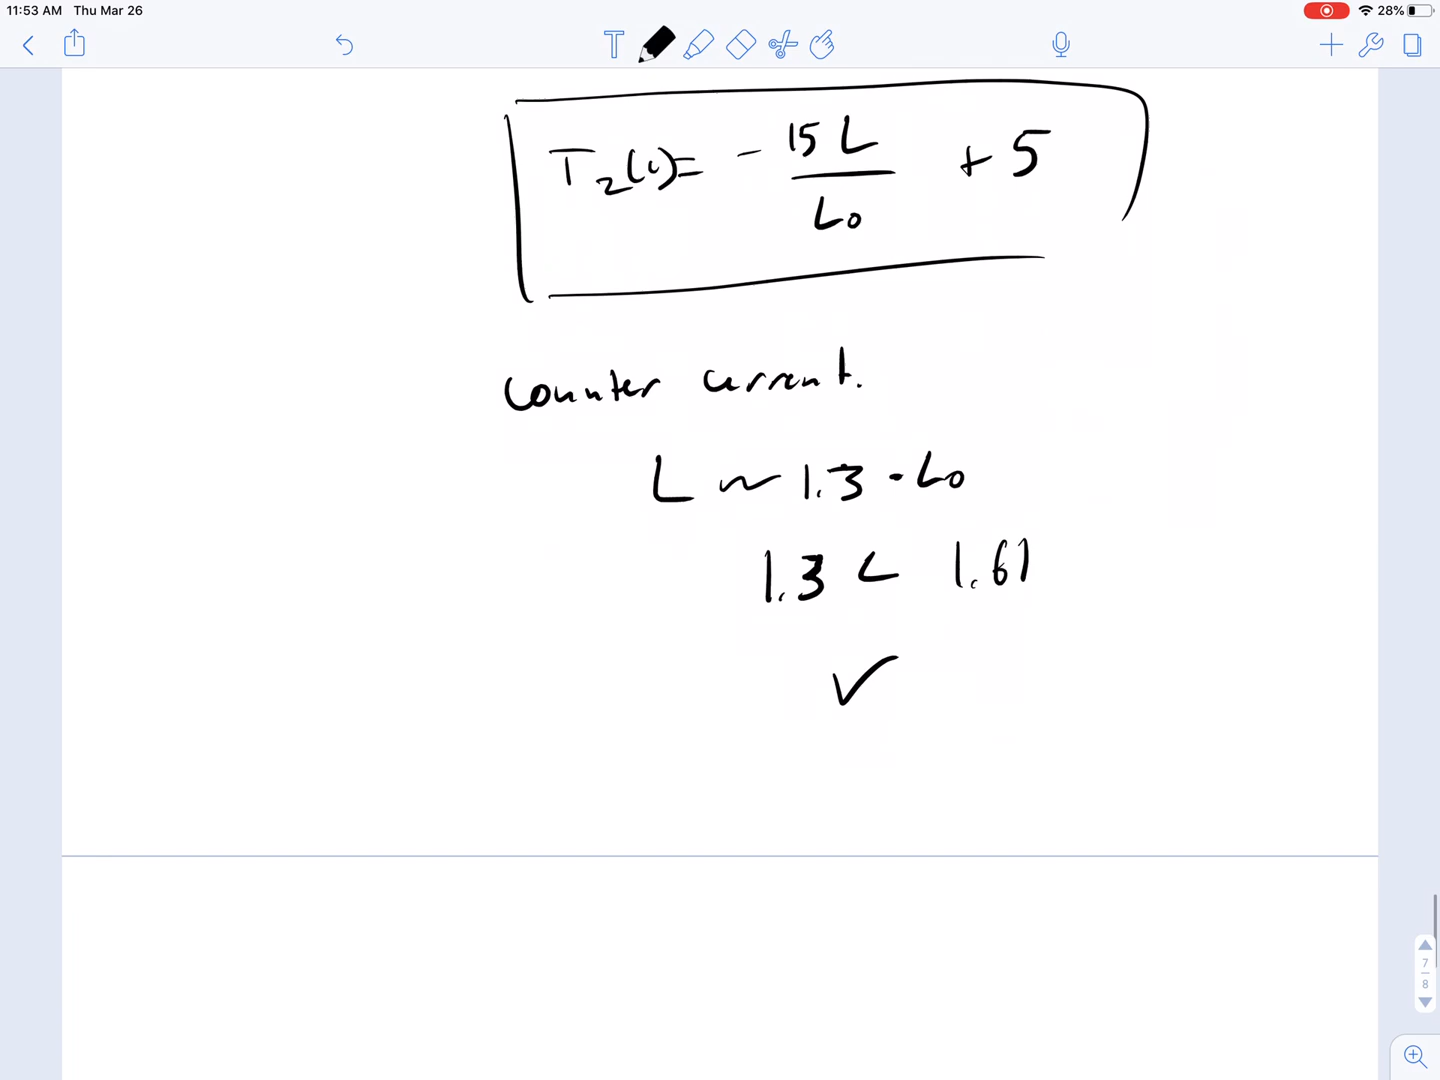 11:53 AM Thu Mar 26
28%
T
T₂(L) = - 15L/L₀ + 5
counter current.
L ~ 1.3 · L₀
1.3 < 1.61
✓
7
8